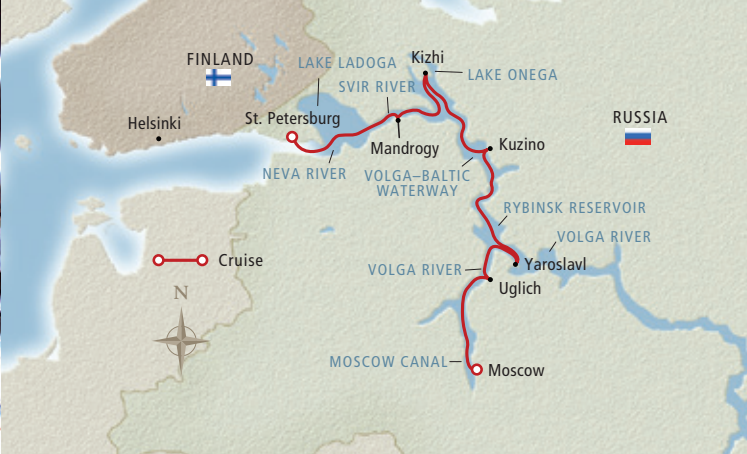 FINLAND
LAKE LADOGA
Kizhi
LAKE ONEGA
SVIR RIVER
Helsinki
St. Petersburg
RUSSIA
Mandrogy
Kuzino
NEVA RIVER
VOLGA–BALTIC
WATERWAY
RYBINSK RESERVOIR
VOLGA RIVER
Cruise
VOLGA RIVER
Yaroslavl
Uglich
N
MOSCOW CANAL
Moscow